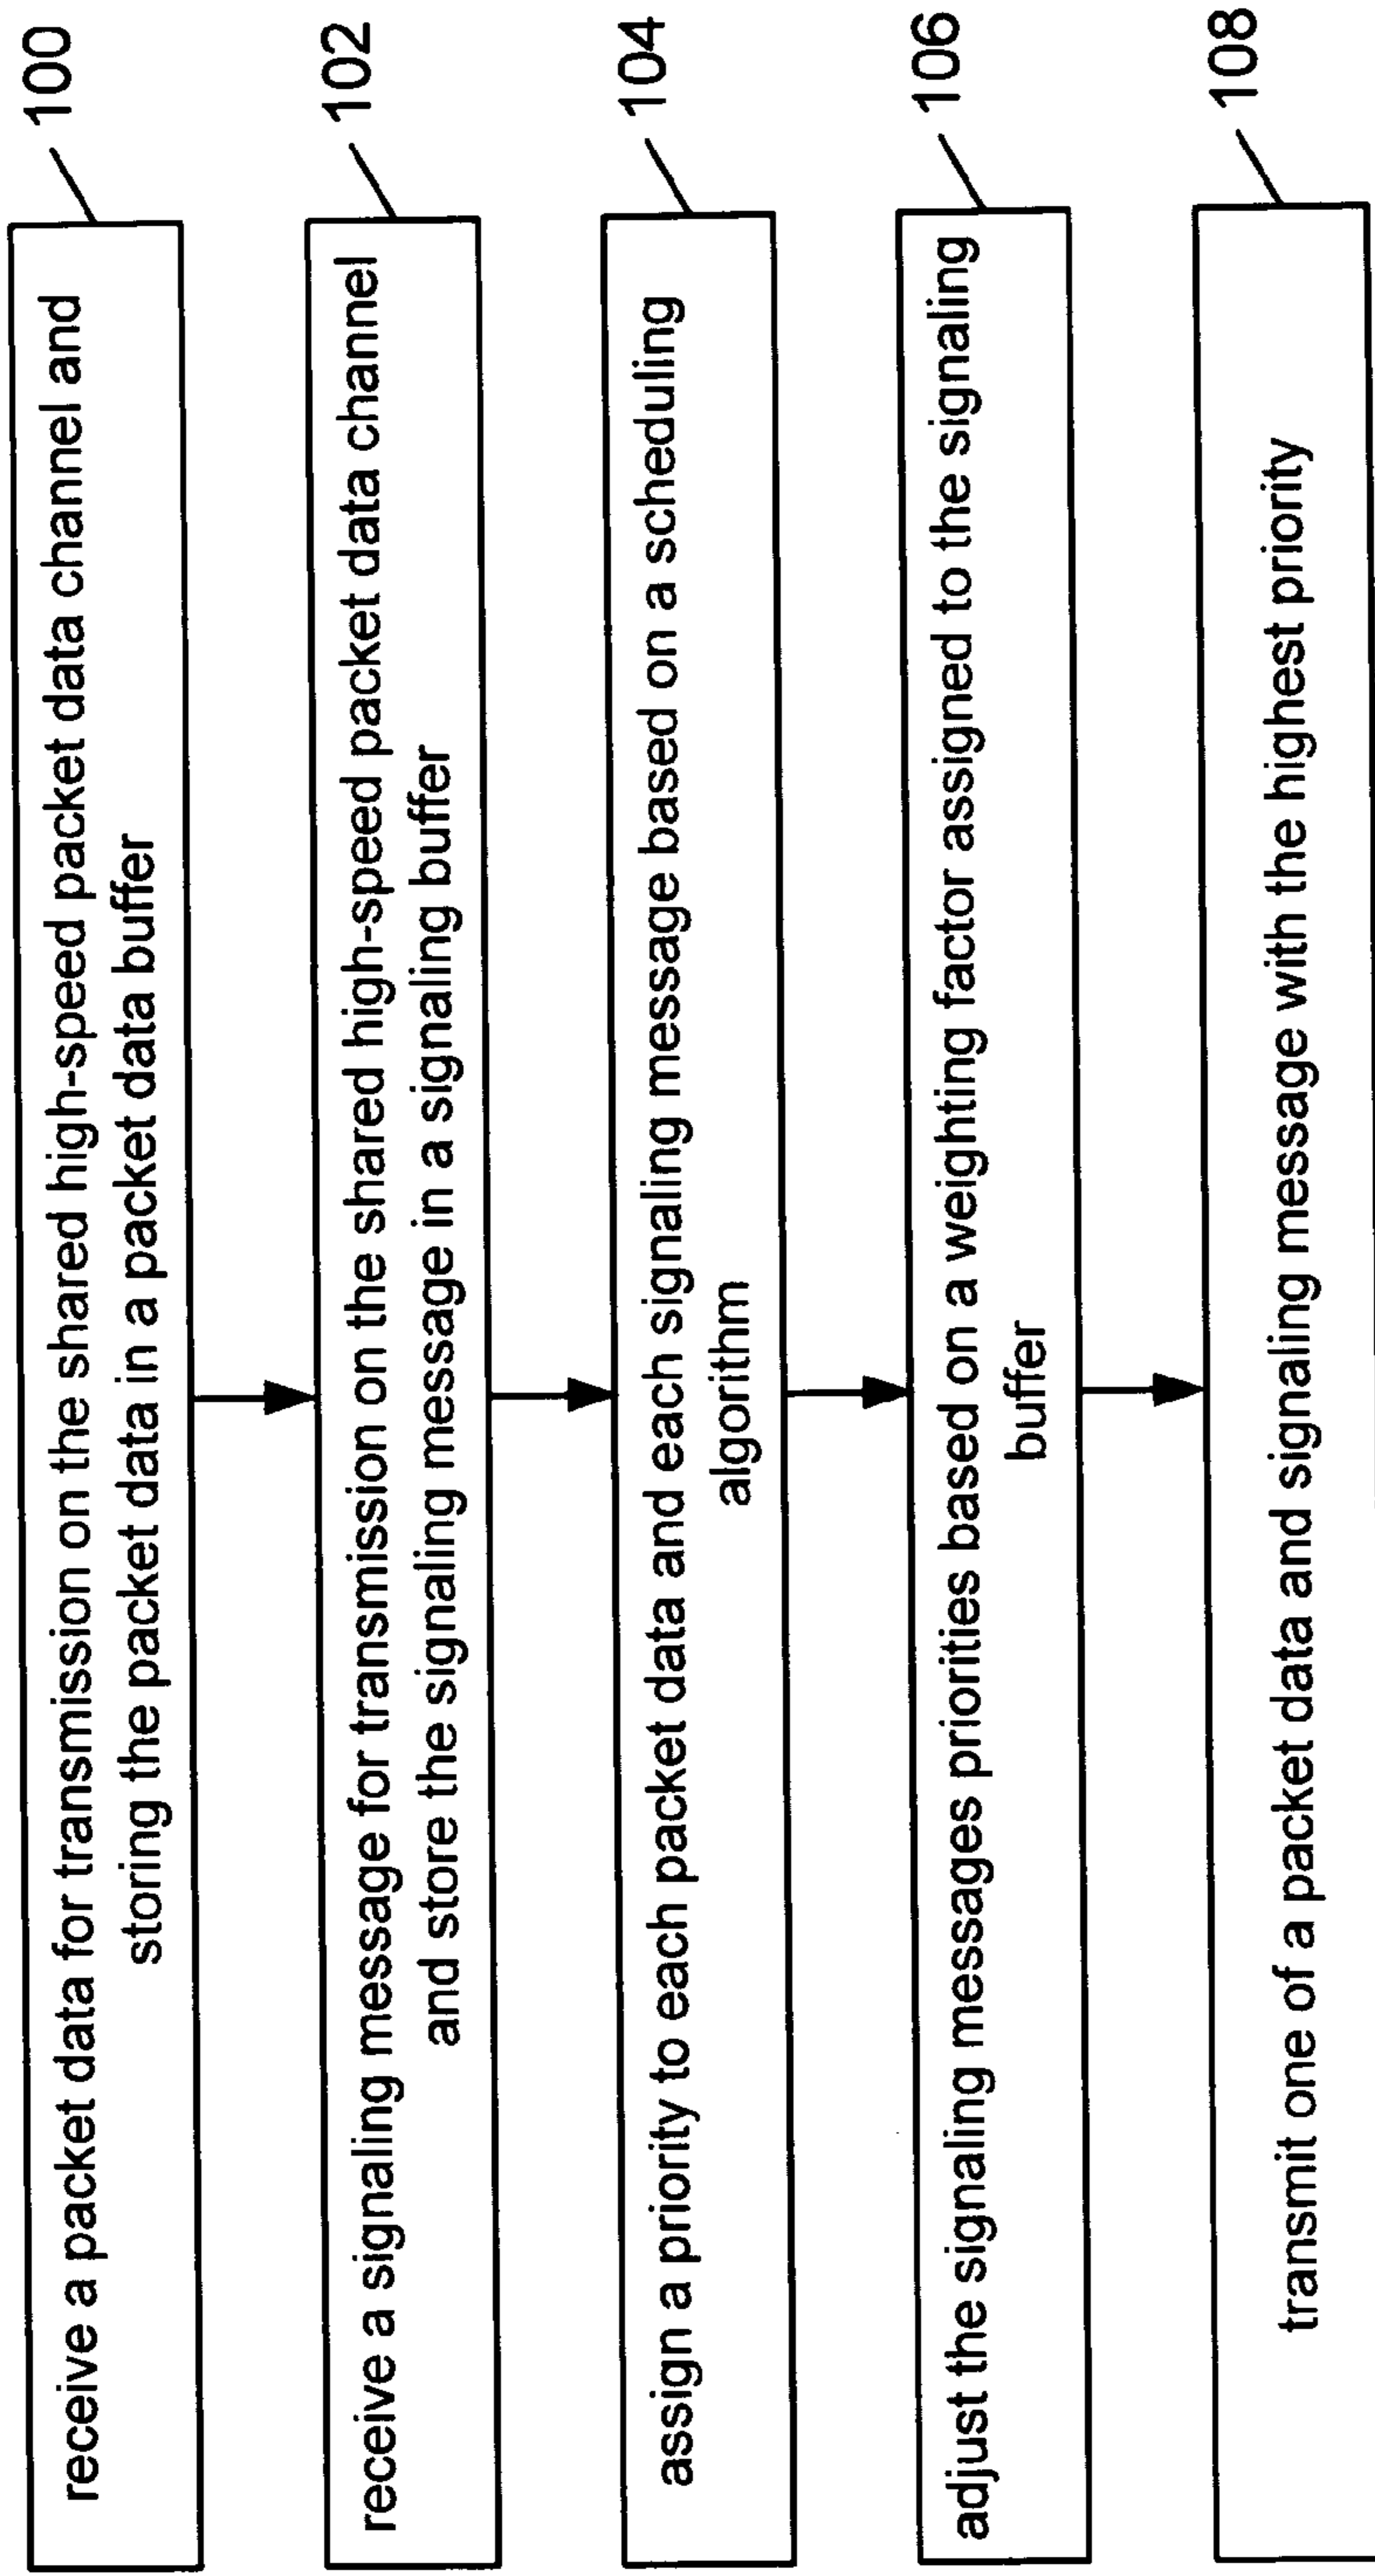 receive a packet data for transmission on the shared high-speed packet data channel and
storing the packet data in a packet data buffer
100
receive a signaling message for transmission on the shared high-speed packet data channel
and store the signaling message in a signaling buffer
102
assign a priority to each packet data and each signaling message based on a scheduling
algorithm
104
adjust the signaling messages priorities based on a weighting factor assigned to the signaling
buffer
106
transmit one of a packet data and signaling message with the highest priority
108